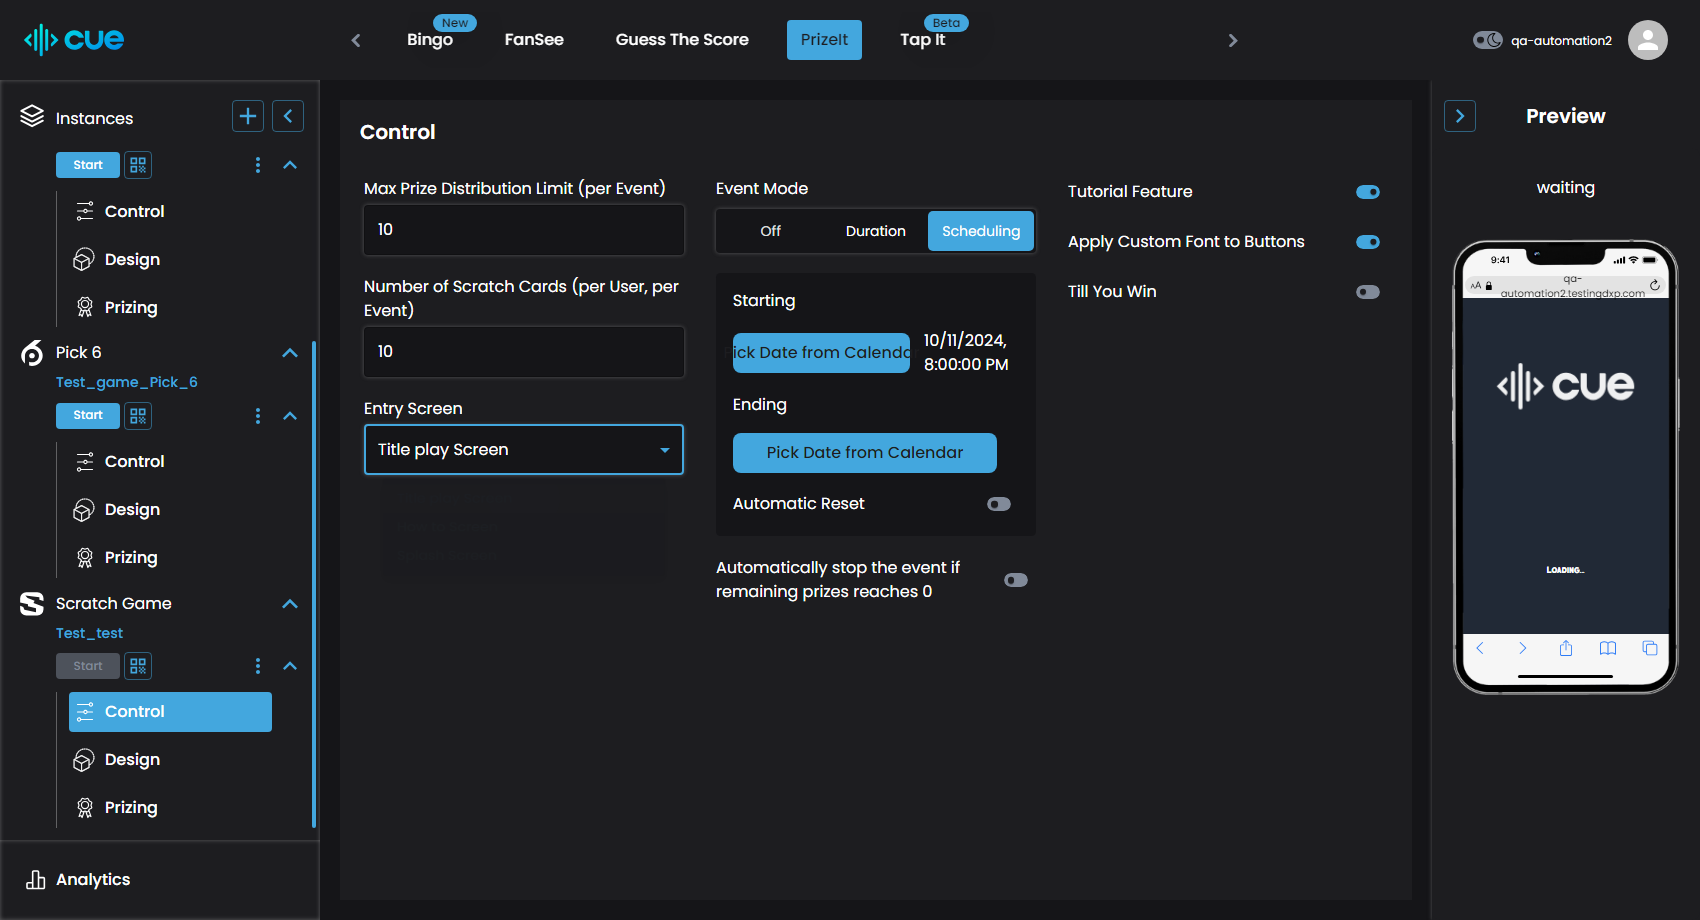 cue
New
Bingo
FanSee
Guess The Score
PrizeIt
Beta
Tap It
qa-automation2
Instances
Start
Control
Design
Prizing
Pick 6
Test_game_Pick_6
Start
Control
Design
Prizing
Scratch Game
Test_test
Start
Control
Design
Prizing
Analytics
Control
Max Prize Distribution Limit (per Event)
10
Number of Scratch Cards (per User, per
Event)
10
Entry Screen
Title play Screen
Event Mode
Off
Duration
Scheduling
Starting
Pick Date from Calendar
10/11/2024,
8:00:00 PM
Ending
Pick Date from Calendar
Automatic Reset
Automatically stop the event if
remaining prizes reaches 0
Tutorial Feature
Apply Custom Font to Buttons
Till You Win
Preview
waiting
9:41
AA
qa-
automation2.testingdxp.com
cue
LOADING...